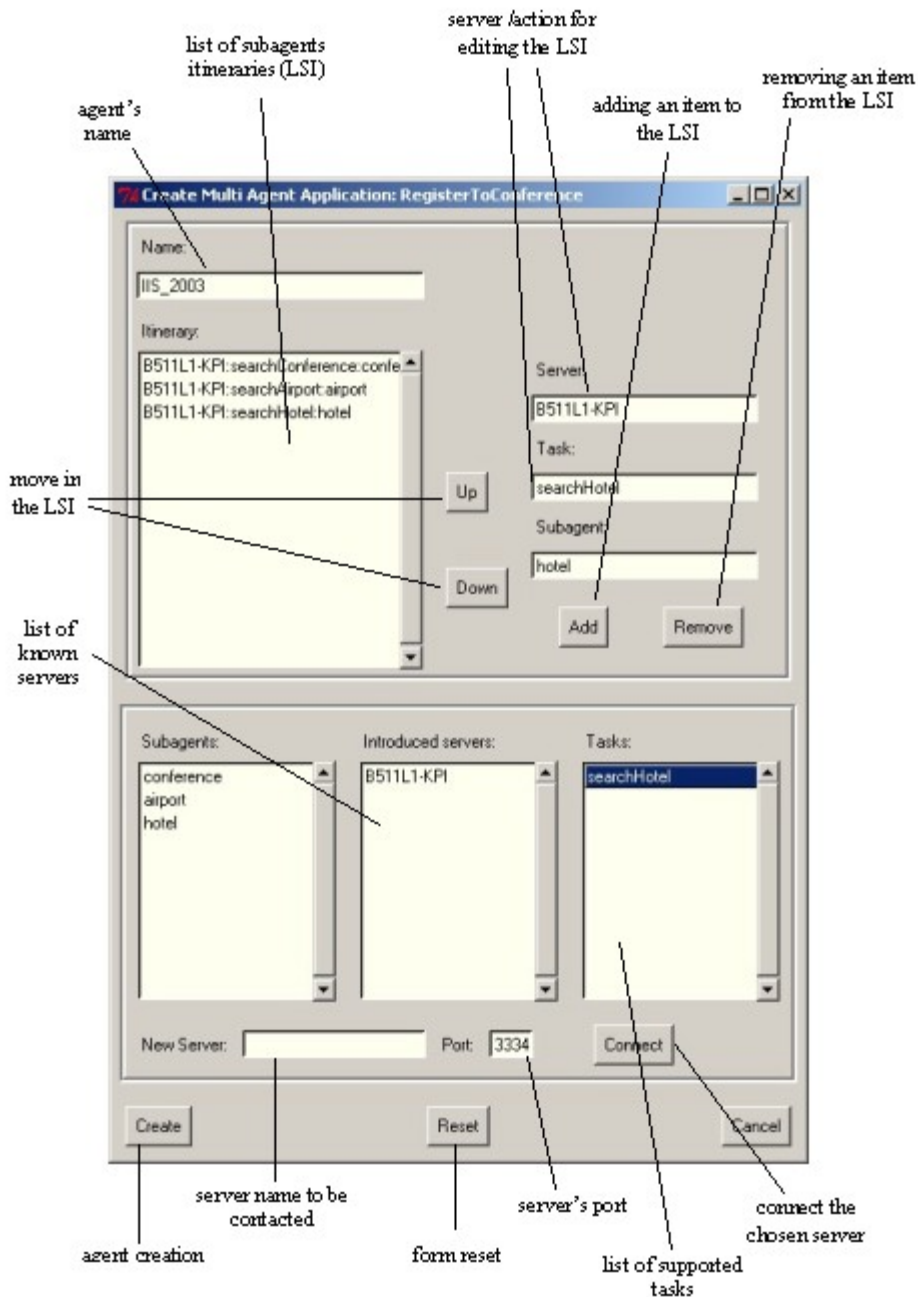 server /action for
editing the LSI
list of subagents
itineraries (LSI)
removing an item
from the LSI
adding an item to
the LSI
agent's
name
Create Multi Agent Application: RegisterToConference
Name:
IIS_2003
Itinerary:
B511L1-KPI:searchConference:confe
B511L1-KPI:searchAirport:airport
B511L1-KPI:searchHotel:hotel
Server:
B511L1-KPI
Task:
searchHotel
Subagent:
hotel
move in
the LSI
Up
Down
Add
Remove
list of
known
servers
Subagents:
conference
airport
hotel
Introduced servers:
B511L1-KPI
Tasks:
searchHotel
New Server:
Port:
3334
Connect
Create
Reset
Cancel
server name to be
contacted
server's port
connect the
chosen server
agent creation
form reset
list of supported
tasks